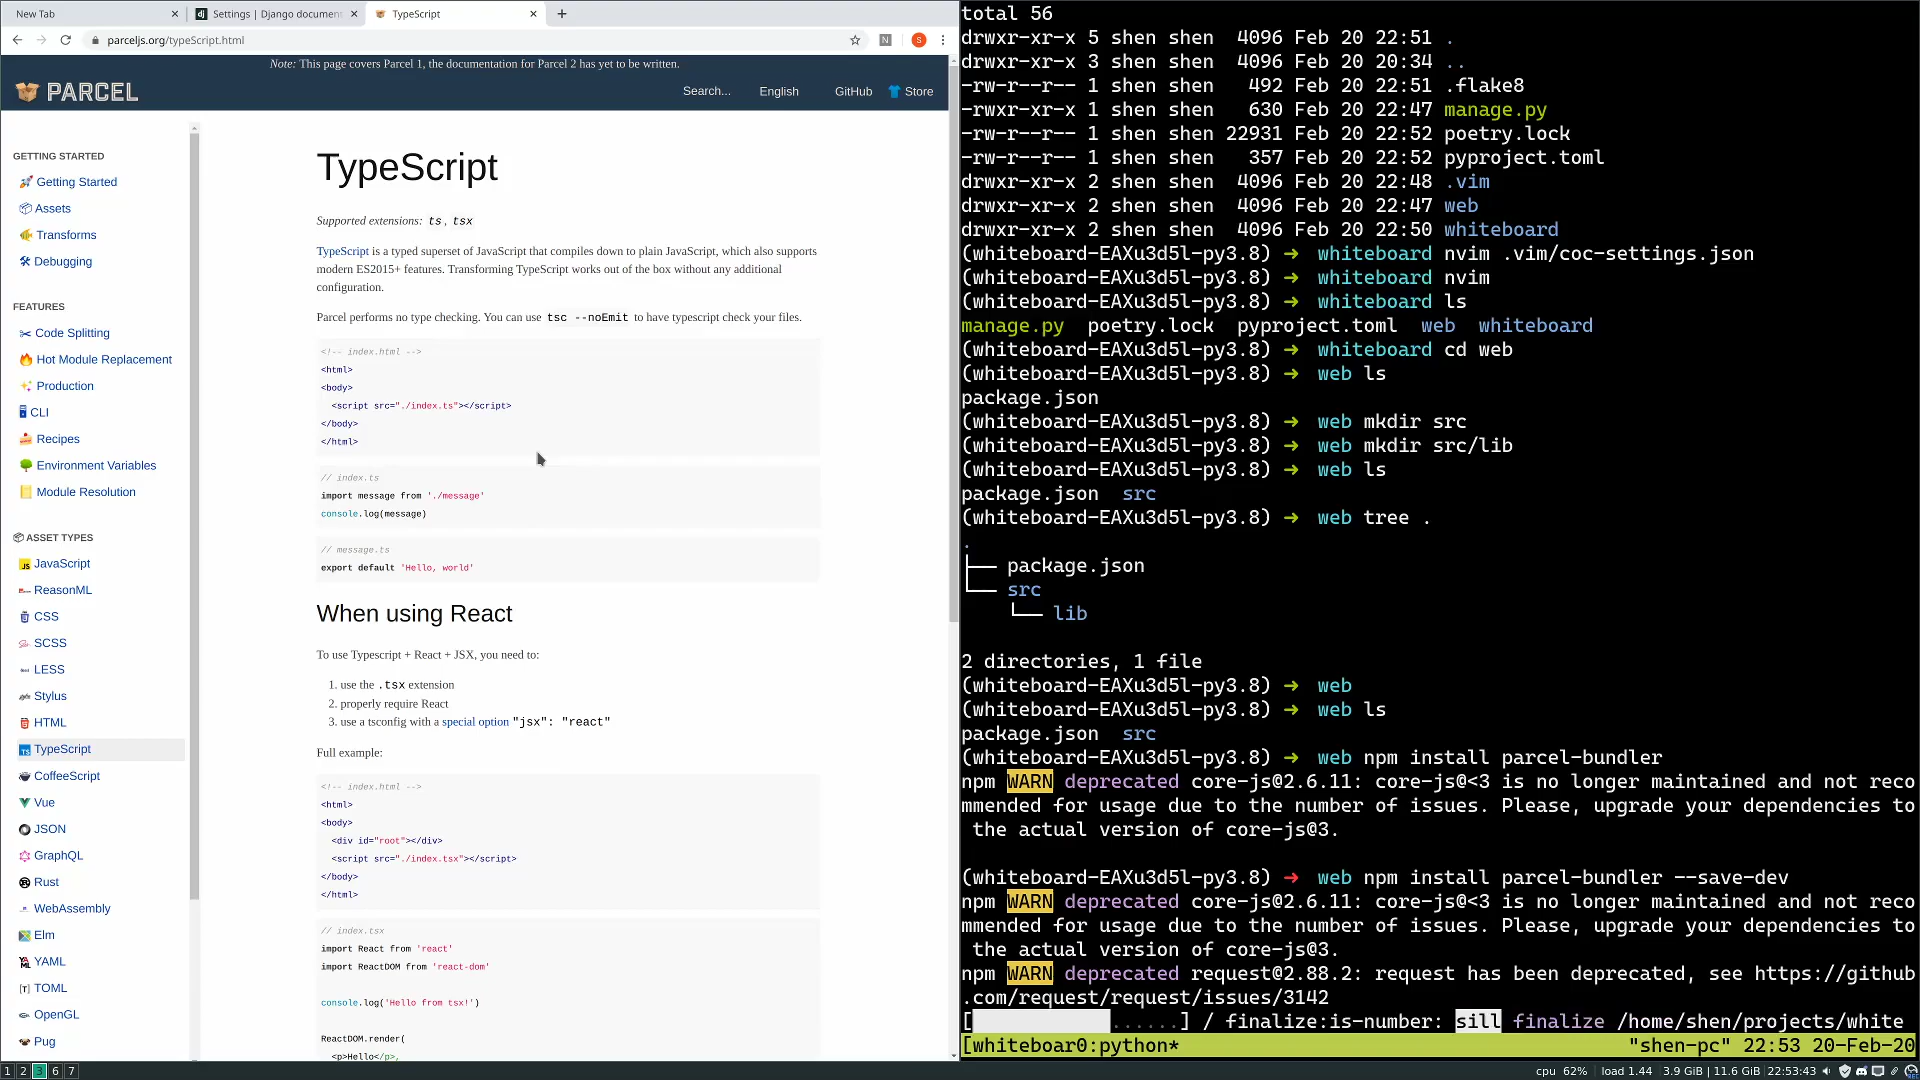 New Tab
Settings | Django documen
TypeScript
parceljs.org/typeScript.html
N
S
Note: This page covers Parcel 1, the documentation for Parcel 2 has yet to be written.
PARCEL
Search...
English
GitHub
Store
GETTING STARTED
Getting Started
Assets
Transforms
Debugging
FEATURES
Code Splitting
Hot Module Replacement
Production
CLI
Recipes
Environment Variables
Module Resolution
ASSET TYPES
JavaScript
ReasonML
CSS
SCSS
LESS
Stylus
HTML
TypeScript
CoffeeScript
Vue
JSON
GraphQL
Rust
WebAssembly
Elm
YAML
TOML
OpenGL
Pug
TypeScript
Supported extensions: ts, tsx
TypeScript is a typed superset of JavaScript that compiles down to plain JavaScript, which also supports
modern ES2015+ features. Transforming TypeScript works out of the box without any additional
configuration.
Parcel performs no type checking. You can use tsc --noEmit to have typescript check your files.
<!-- index.html -->
<html>
<body>
<script src="./index.ts"></script>
</body>
</html>
// index.ts
import message from './message'
console.log(message)
// message.ts
export default 'Hello, world'
When using React
To use Typescript + React + JSX, you need to:
1. use the .tsx extension
2. properly require React
3. use a tsconfig with a special option "jsx": "react"
Full example:
<!-- index.html -->
<html>
<body>
<div id="root"></div>
<script src="./index.tsx"></script>
</body>
</html>
// index.tsx
import React from 'react'
import ReactDOM from 'react-dom'
console.log('Hello from tsx!')
ReactDOM.render(
<p>Hello</p>,
total 56
drwxr-xr-x 5 shen shen 4096 Feb 20 22:51 .
drwxr-xr-x 3 shen shen 4096 Feb 20 20:34 ..
-rw-r--r-- 1 shen shen 492 Feb 20 22:51 .flake8
-rwxr-xr-x 1 shen shen 630 Feb 20 22:47 manage.py
-rw-r--r-- 1 shen shen 22931 Feb 20 22:52 poetry.lock
-rw-r--r-- 1 shen shen 357 Feb 20 22:52 pyproject.toml
drwxr-xr-x 2 shen shen 4096 Feb 20 22:48 .vim
drwxr-xr-x 2 shen shen 4096 Feb 20 22:47 web
drwxr-xr-x 2 shen shen 4096 Feb 20 22:50 whiteboard
(whiteboard-EAXu3d5l-py3.8) ➜ whiteboard nvim .vim/coc-settings.json
(whiteboard-EAXu3d5l-py3.8) ➜ whiteboard nvim
(whiteboard-EAXu3d5l-py3.8) ➜ whiteboard ls
manage.py poetry.lock pyproject.toml web whiteboard
(whiteboard-EAXu3d5l-py3.8) ➜ whiteboard cd web
(whiteboard-EAXu3d5l-py3.8) ➜ web ls
package.json
(whiteboard-EAXu3d5l-py3.8) ➜ web mkdir src
(whiteboard-EAXu3d5l-py3.8) ➜ web mkdir src/lib
(whiteboard-EAXu3d5l-py3.8) ➜ web ls
package.json src
(whiteboard-EAXu3d5l-py3.8) ➜ web tree .
.
├── package.json
└── src
    └── lib
2 directories, 1 file
(whiteboard-EAXu3d5l-py3.8) ➜ web
(whiteboard-EAXu3d5l-py3.8) ➜ web ls
package.json src
(whiteboard-EAXu3d5l-py3.8) ➜ web npm install parcel-bundler
npm WARN deprecated core-js@2.6.11: core-js@<3 is no longer maintained and not reco
mmended for usage due to the number of issues. Please, upgrade your dependencies to
the actual version of core-js@3.
(whiteboard-EAXu3d5l-py3.8) ➜ web npm install parcel-bundler --save-dev
npm WARN deprecated core-js@2.6.11: core-js@<3 is no longer maintained and not reco
mmended for usage due to the number of issues. Please, upgrade your dependencies to
the actual version of core-js@3.
npm WARN deprecated request@2.88.2: request has been deprecated, see https://github
.com/request/request/issues/3142
[ ......] / finalize:is-number: sill finalize /home/shen/projects/white
[whiteboar0:python* "shen-pc" 22:53 20-Feb-20
1 2 3 6 7
cpu 62% | load 1.44 | 3.9 GiB | 11.6 GiB | 22:53:43